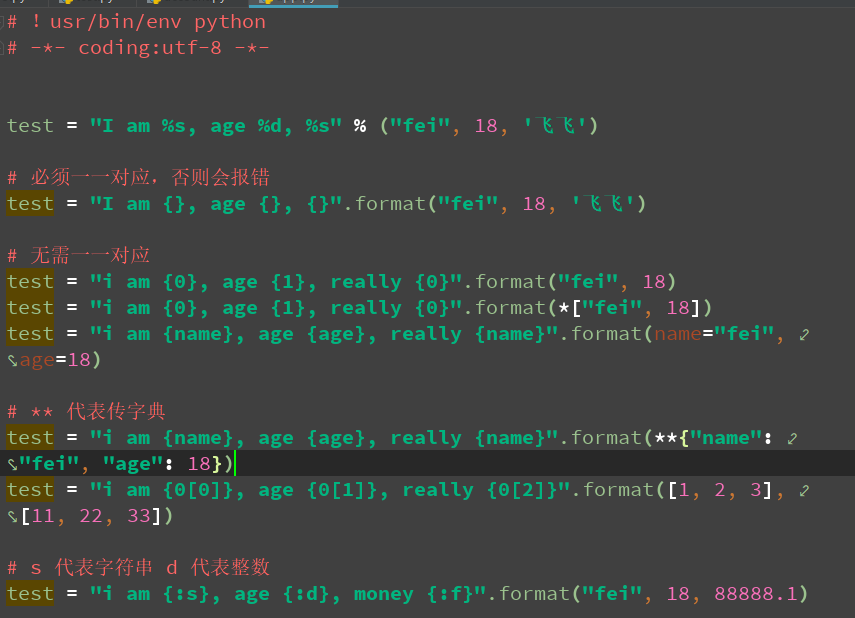 # ！usr/bin/env python
# -*- coding:utf-8 -*-
test = "I am %s, age %d, %s" % ("fei", 18, '飞飞')
# 必须一一对应，否则会报错
test = "I am {}, age {}, {}".format("fei", 18, '飞飞')
# 无需一一对应
test = "i am {0}, age {1}, really {0}".format("fei", 18)
test = "i am {0}, age {1}, really {0}".format(*["fei", 18])
test = "i am {name}, age {age}, really {name}".format(name="fei",
age=18)
# ** 代表传字典
test = "i am {name}, age {age}, really {name}".format(**{"name":
"fei", "age": 18})
test = "i am {0[0]}, age {0[1]}, really {0[2]}".format([1, 2, 3],
[11, 22, 33])
# s 代表字符串 d 代表整数
test = "i am {:s}, age {:d}, money {:f}".format("fei", 18, 88888.1)